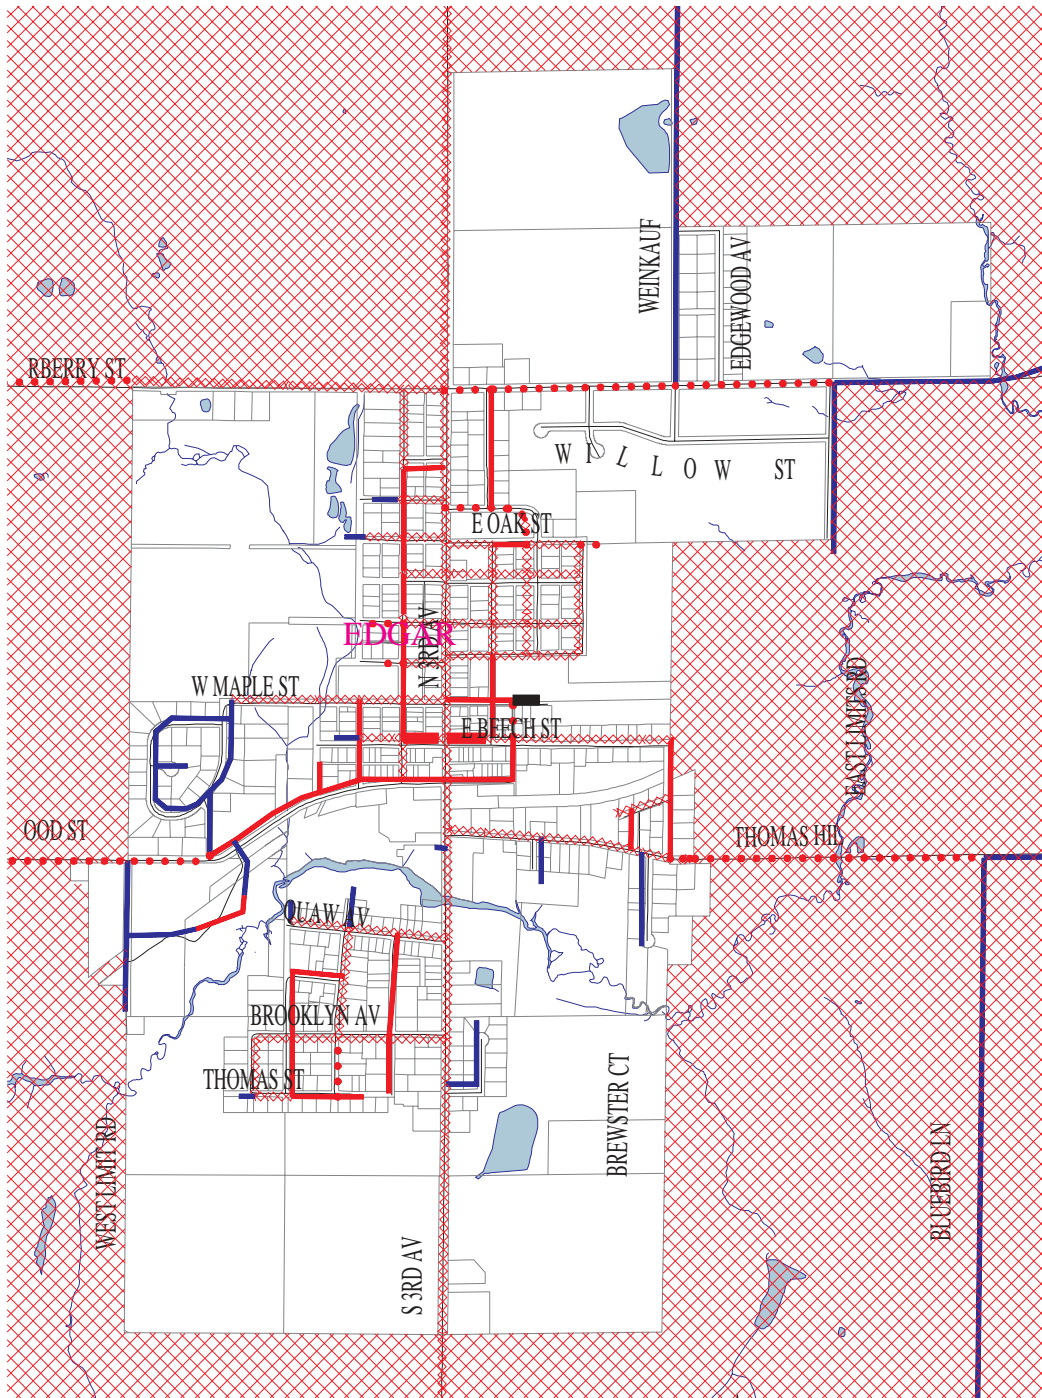 WEINKAUF
EDGEWOOD AV
RBERRY ST
W I L L O W ST
E OAK ST
EDGAR
N 3RD AV
W MAPLE ST
E BEECH ST
EAST LIMITS RD
OOD ST
THOMAS HIL
QUAW AV
BROOKLYN AV
THOMAS ST
BREWSTER CT
WEST LIMIT RD
BLUEBIRD LN
S 3RD AV